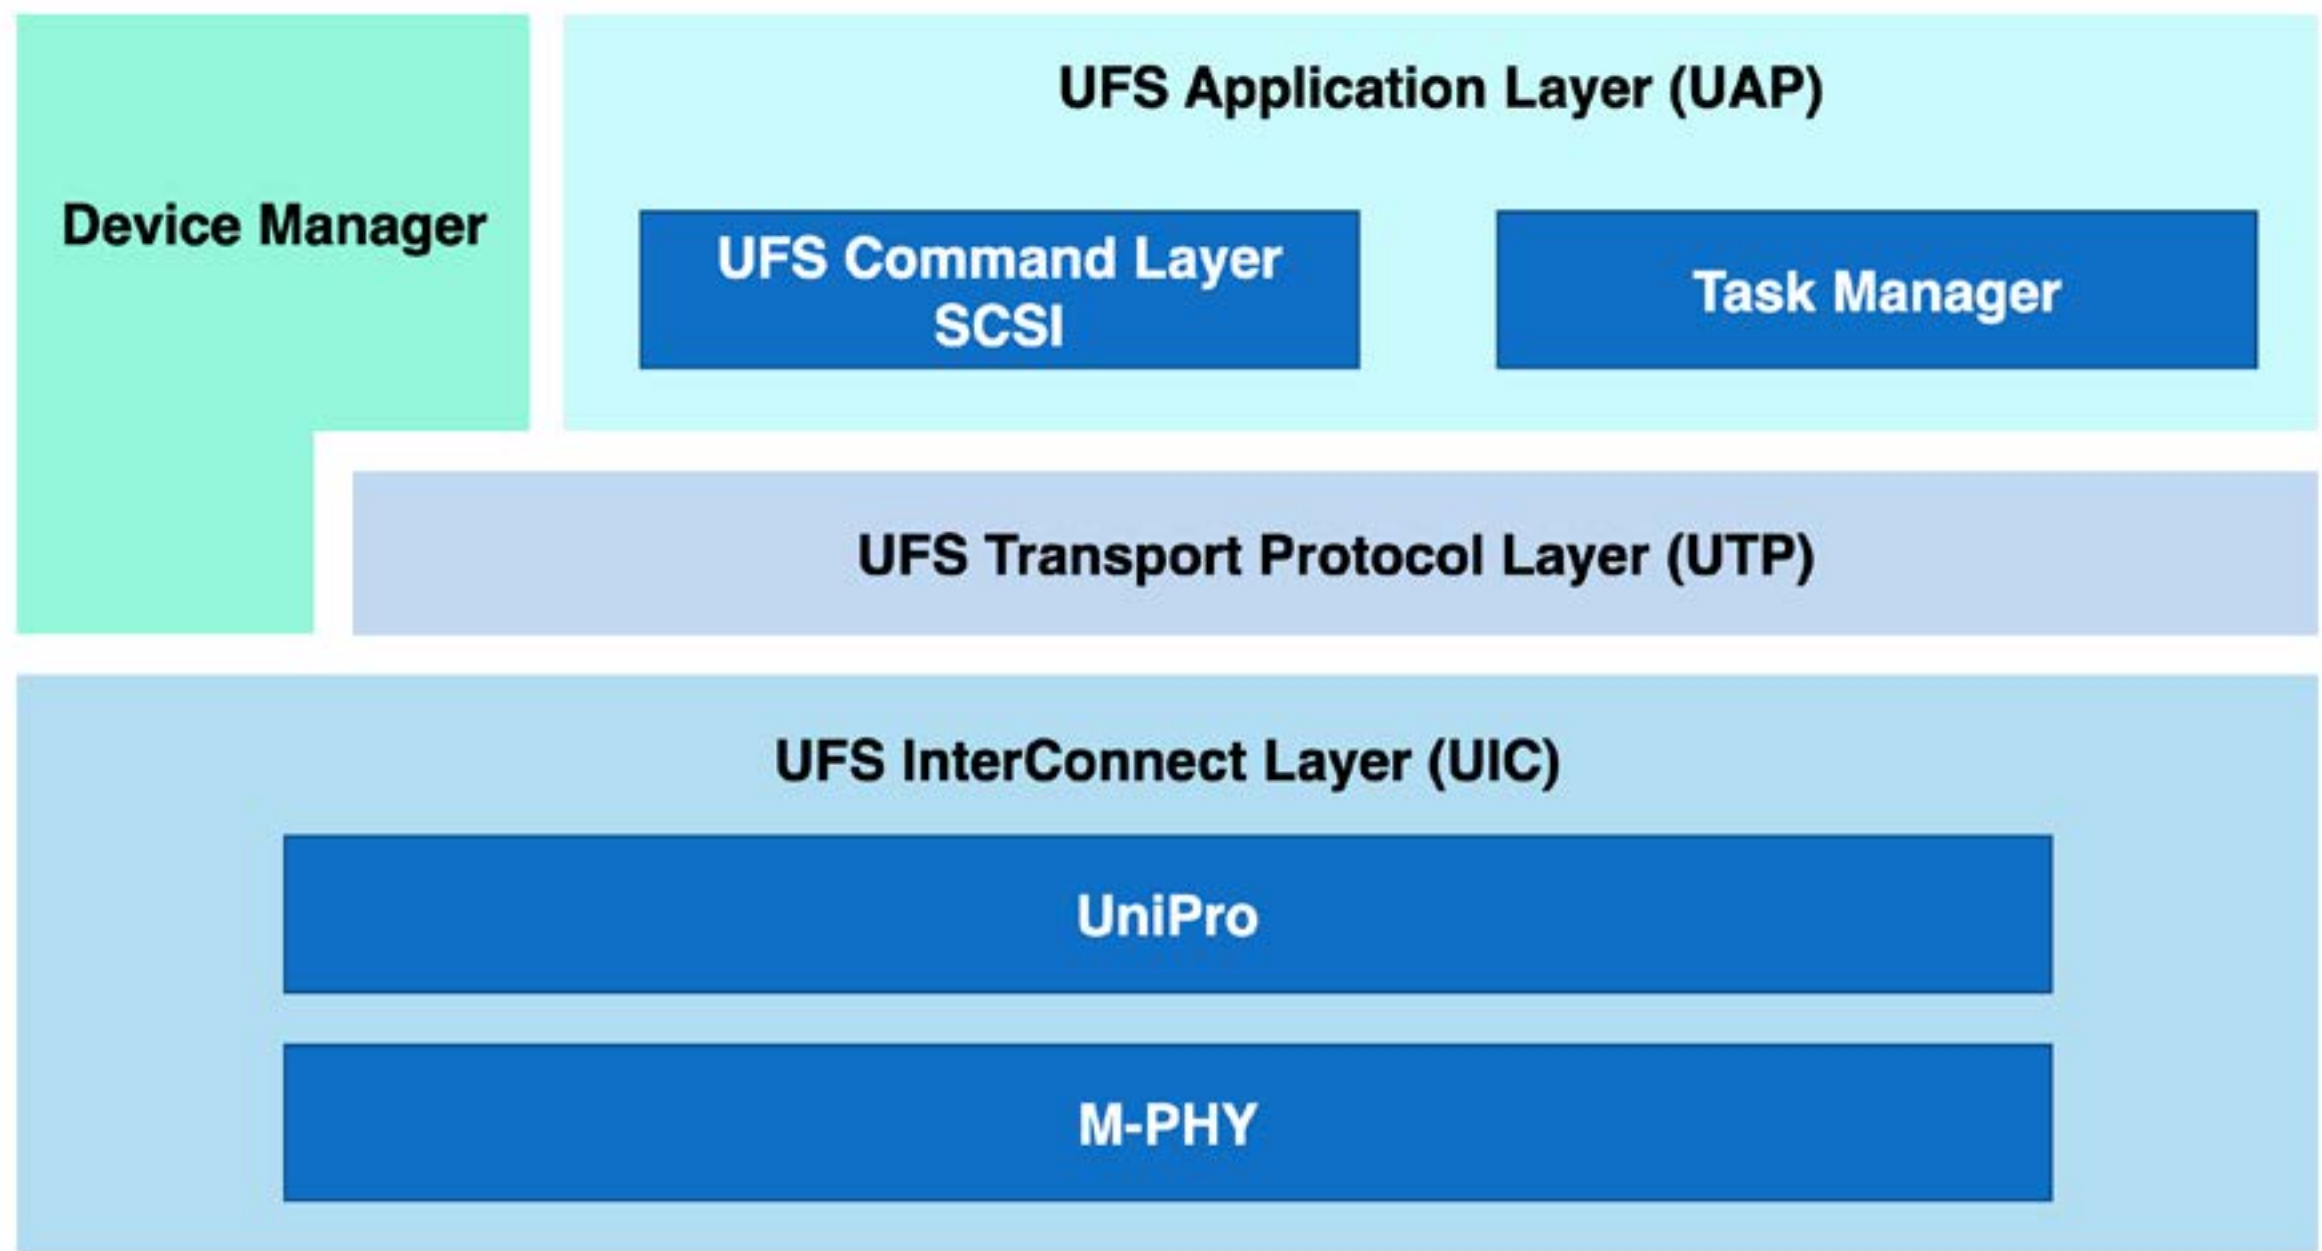 UFS Application Layer (UAP)
Device Manager
UFS Command Layer
SCSI
Task Manager
UFS Transport Protocol Layer (UTP)
UFS InterConnect Layer (UIC)
UniPro
M-PHY